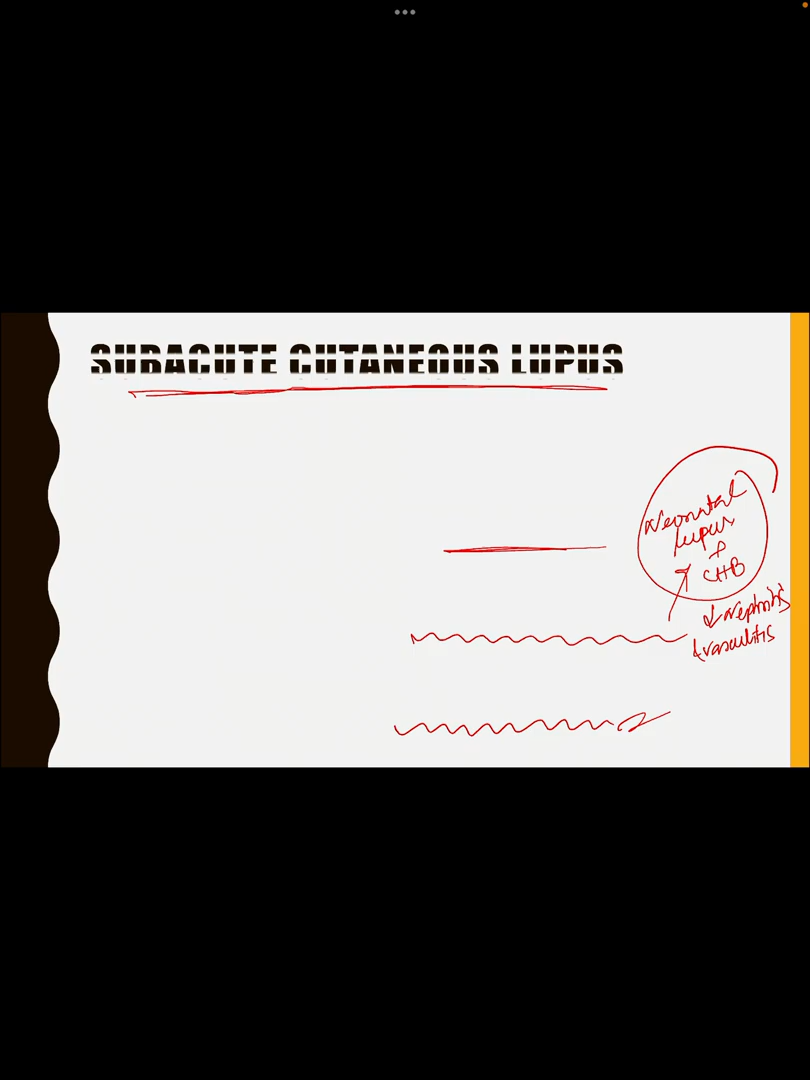 SUBACUTE CUTANEOUS LUPUS
Neonatal
lupus
+
CHB
↓ Nephritis
↓ vasculitis